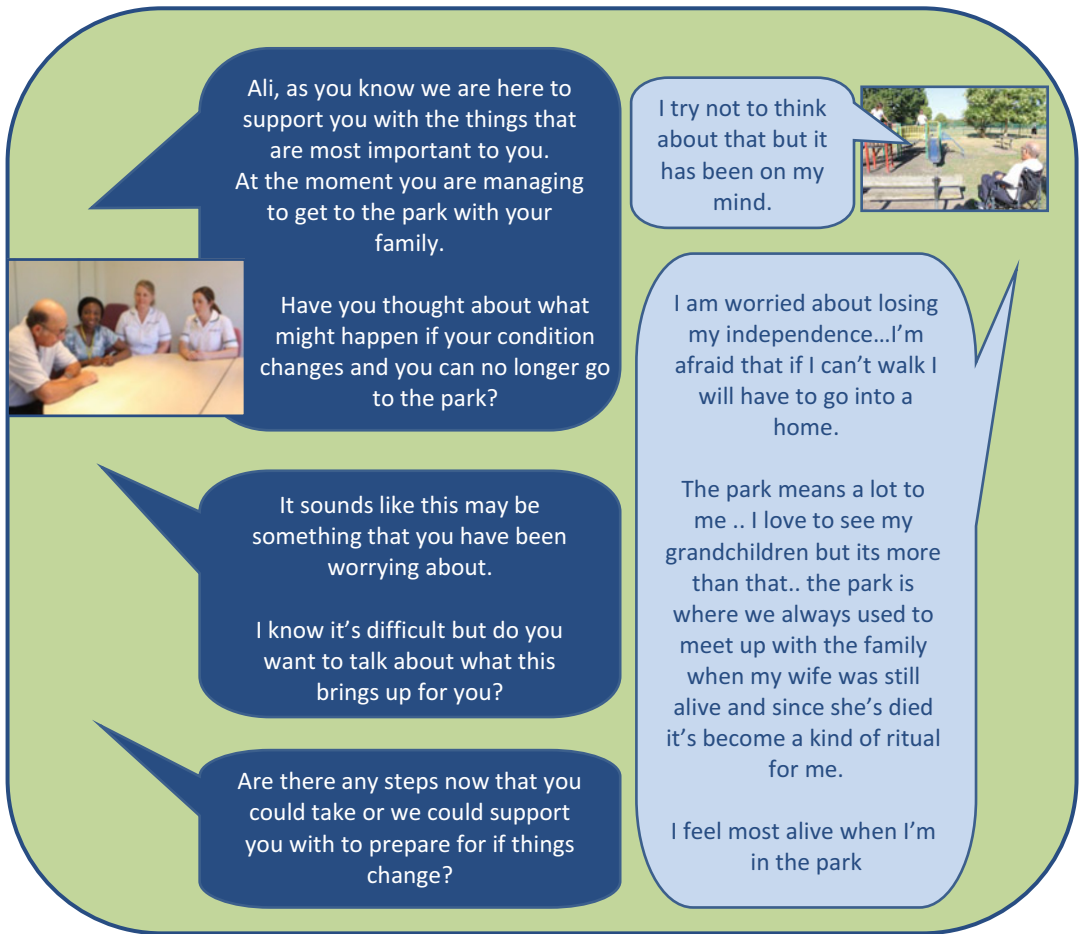 Ali, as you know we are here to
support you with the things that
are most important to you.
At the moment you are managing
to get to the park with your
family.
Have you thought about what
might happen if your condition
changes and you can no longer go
to the park?
I try not to think
about that but it
has been on my
mind.
It sounds like this may be
something that you have been
worrying about.
I know it's difficult but do you
want to talk about what this
brings up for you?
I am worried about losing
my independence…I'm
afraid that if I can't walk I
will have to go into a
home.
The park means a lot to
me .. I love to see my
grandchildren but its more
than that.. the park is
where we always used to
meet up with the family
when my wife was still
alive and since she's died
it's become a kind of ritual
for me.
I feel most alive when I'm
in the park
Are there any steps now that you
could take or we could support
you with to prepare for if things
change?